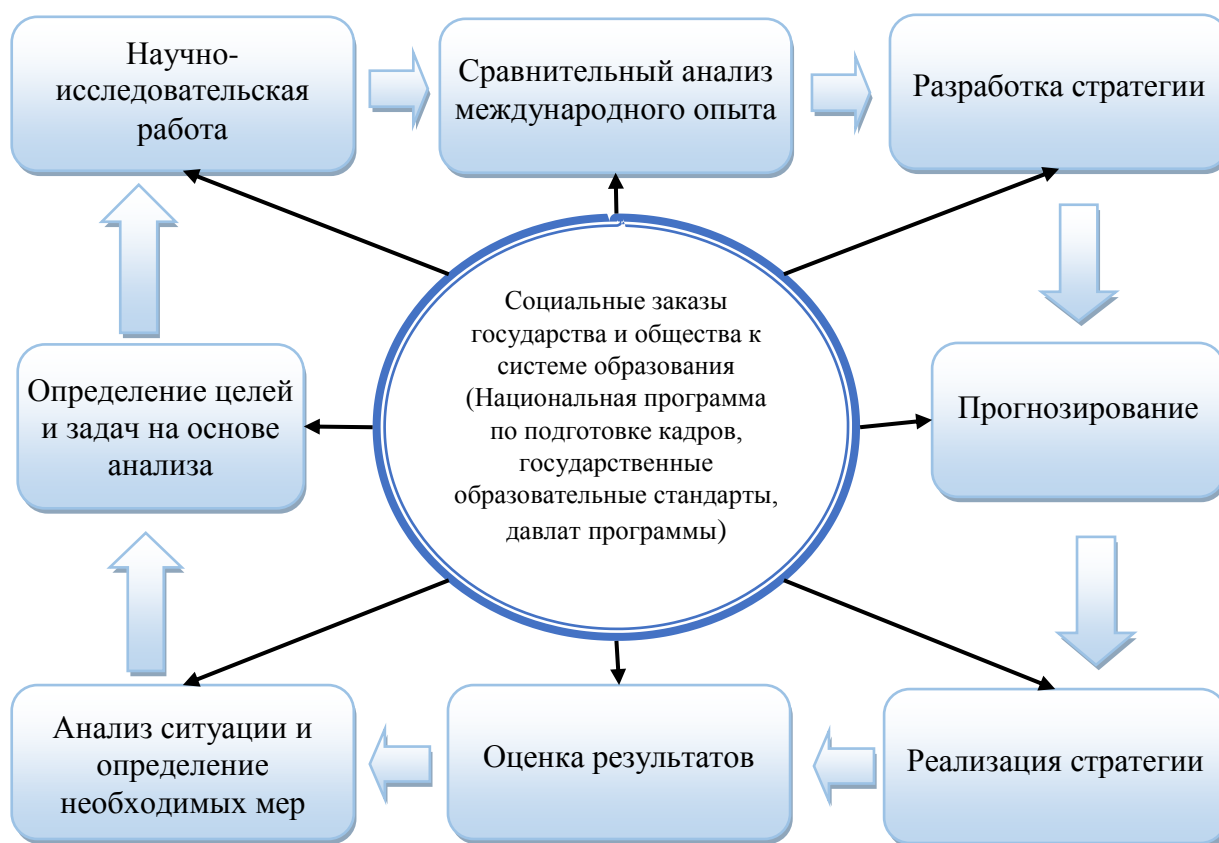 Научно-
исследовательская
работа
Сравнительный анализ
международного опыта
Разработка стратегии
Социальные заказы
государства и общества к
системе образования
(Национальная программа
по подготовке кадров,
государственные
образовательные стандарты,
давлат программы)
Определение целей
и задач на основе
анализа
Прогнозирование
Анализ ситуации и
определение
необходимых мер
Оценка результатов
Реализация стратегии